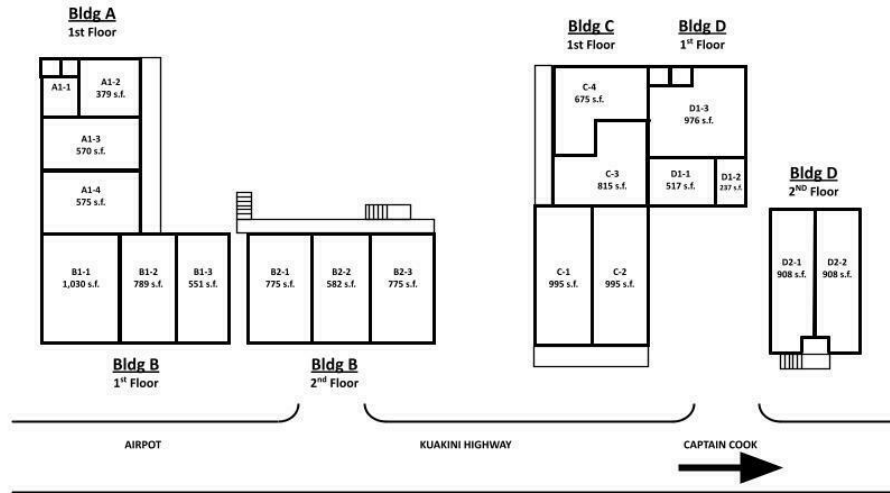 Bldg A
1st Floor
A1-1
A1-2
379 s.f.
A1-3
570 s.f.
A1-4
575 s.f.
B1-1
1,030 s.f.
B1-2
789 s.f.
B1-3
551 s.f.
Bldg B
1st Floor
B2-1
775 s.f.
B2-2
582 s.f.
B2-3
775 s.f.
Bldg B
2nd Floor
Bldg C
1st Floor
C-4
675 s.f.
C-3
815 s.f.
C-1
995 s.f.
C-2
995 s.f.
Bldg D
1st Floor
D1-3
976 s.f.
D1-1
517 s.f.
D1-2
237 s.f.
Bldg D
2ND Floor
D2-1
908 s.f.
D2-2
908 s.f.
AIRPOT
KUAKINI HIGHWAY
CAPTAIN COOK